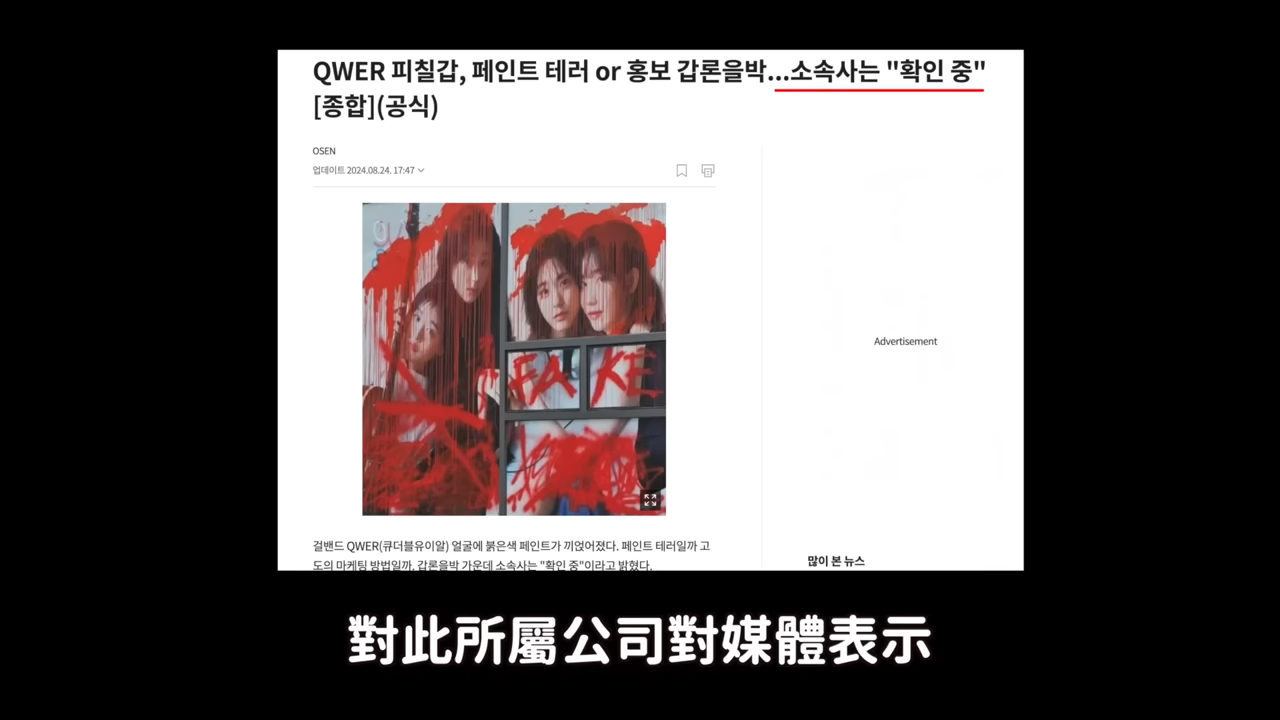 QWER 피칠갑, 페인트 테러 or 홍보 갑론을박...소속사는 "확인 중"
[종합](공식)
OSEN
업데이트 2024.08.24. 17:47
FAKE
Advertisement
걸밴드 QWER(큐더블유이알) 얼굴에 붉은색 페인트가 끼얹어졌다. 페인트 테러일까 고
도의 마케팅 방법일까. 갑론을박 가운데 소속사는 "확인 중"이라고 밝혔다.
많이 본 뉴스
對此所屬公司對媒體表示